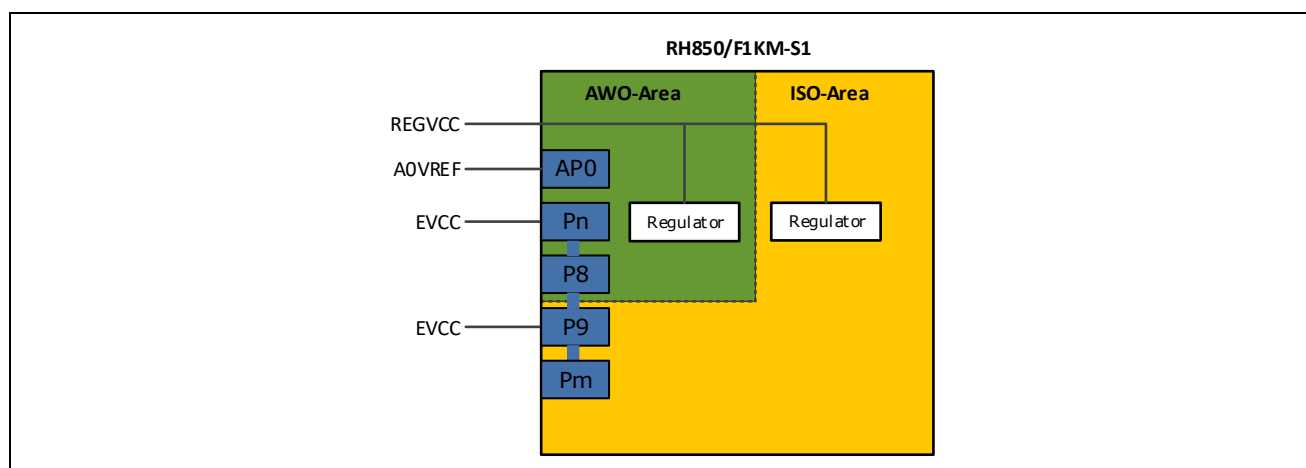 RH850/F1KM-S1
AWO-Area
ISO-Area
REGVCC
A0VREF
AP0
EVCC
Pn
Regulator
Regulator
P8
EVCC
P9
Pm